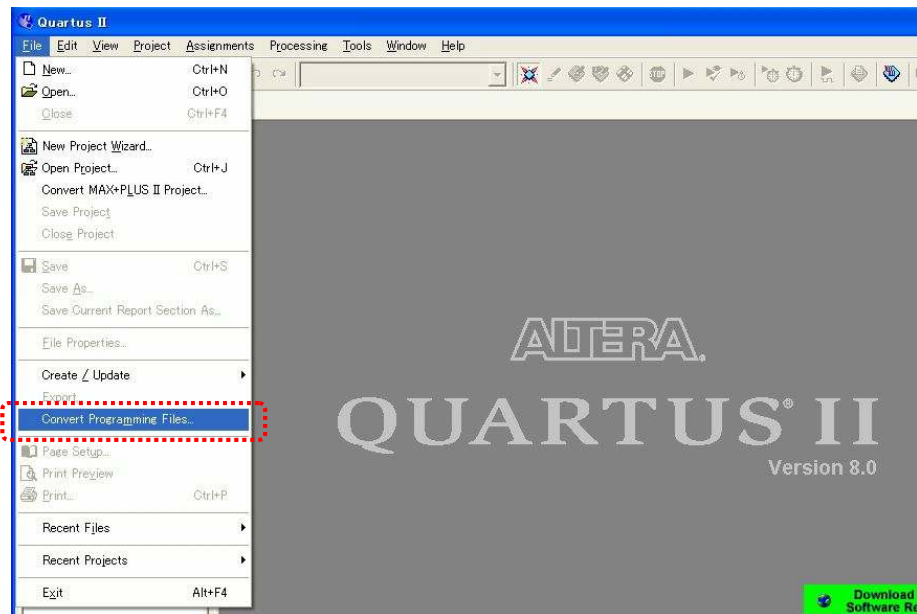 Quartus II
File Edit View Project Assignments Processing Tools Window Help
New... Ctrl+N
Open... Ctrl+O
Close Ctrl+F4
New Project Wizard...
Open Project... Ctrl+J
Convert MAX+PLUS II Project...
Save Project
Close Project
Save Ctrl+S
Save As...
Save Current Report Section As...
File Properties...
Create / Update
Export...
Convert Programming Files...
Page Setup...
Print Preview
Print... Ctrl+P
Recent Files
Recent Projects
Exit Alt+F4
STOP
ALTERA.
QUARTUS® II
Version 8.0
Download
Software